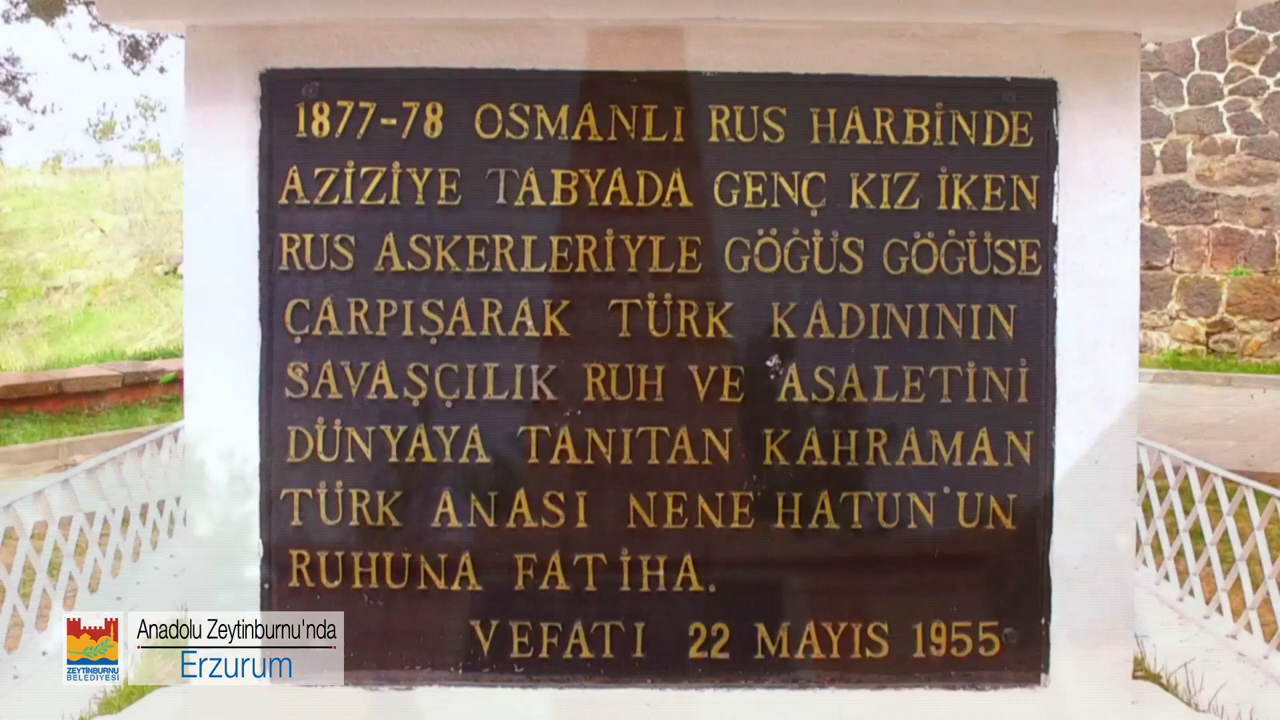 1877-78 OSMANLI RUS HARBİNDE
AZİZİYE TABYADA GENÇ KIZ İKEN
RUS ASKERLERİYLE GÖĞÜS GÖĞÜSE
ÇARPIŞARAK TÜRK KADINININ
SAVAŞÇILIK RUH VE ASALETİNİ
DÜNYAYA TANITAN KAHRAMAN
TÜRK ANASI NENE HATUN'UN
RUHUNA FATİHA.
VEFATI 22 MAYIS 1955
ZEYTİNBURNU
BELEDİYESİ
Anadolu Zeytinburnu'nda
Erzurum